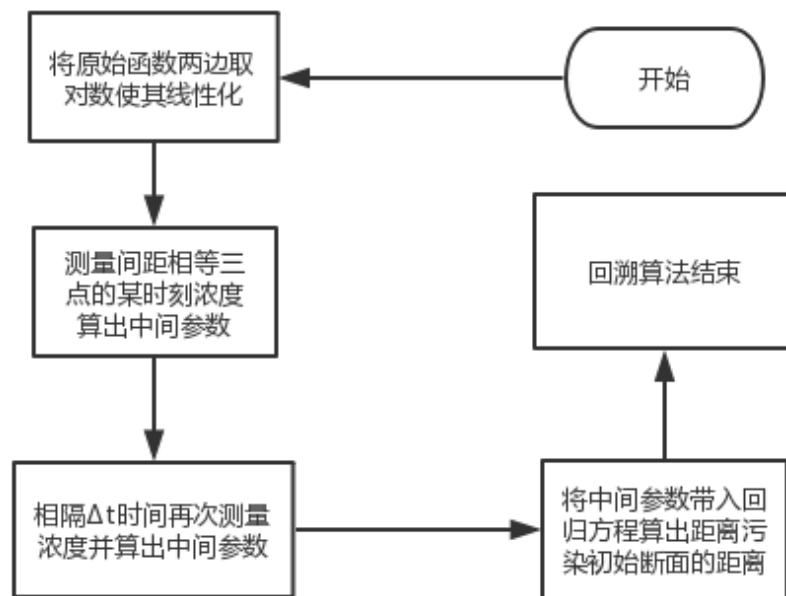 开始
将原始函数两边取
对数使其线性化
测量间距相等三
点的某时刻浓度
算出中间参数
相隔Δt时间再次测量
浓度并算出中间参数
将中间参数带入回
归方程算出距离污
染初始断面的距离
回溯算法结束